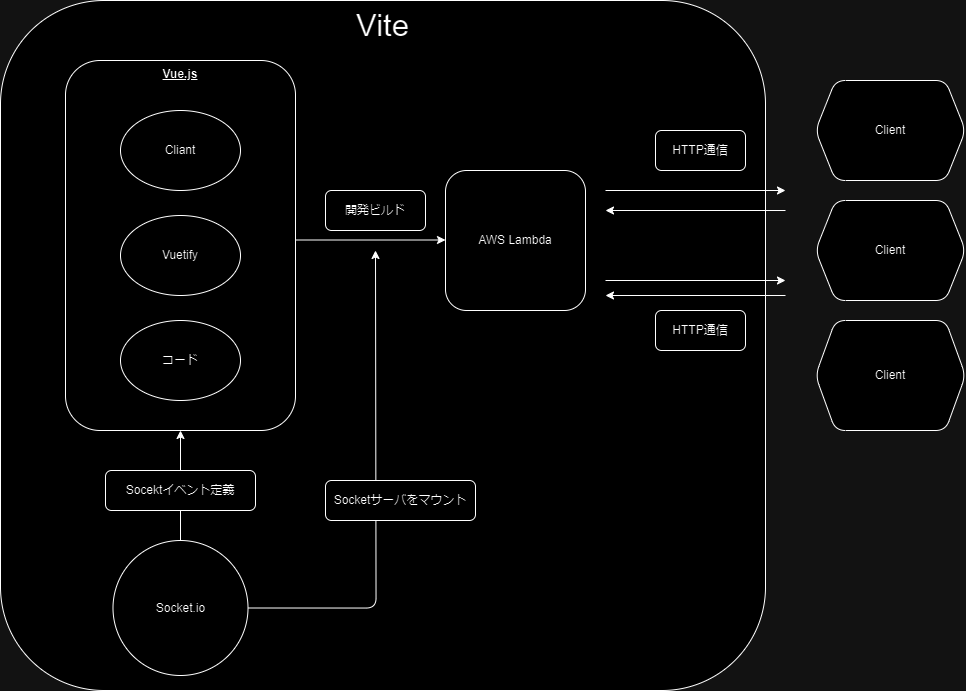 Vite
Vue.js
Cliant
Vuetify
コード
開発ビルド
AWS Lambda
HTTP通信
HTTP通信
Client
Client
Client
Socektイベント定義
Socketサーバをマウント
Socket.io